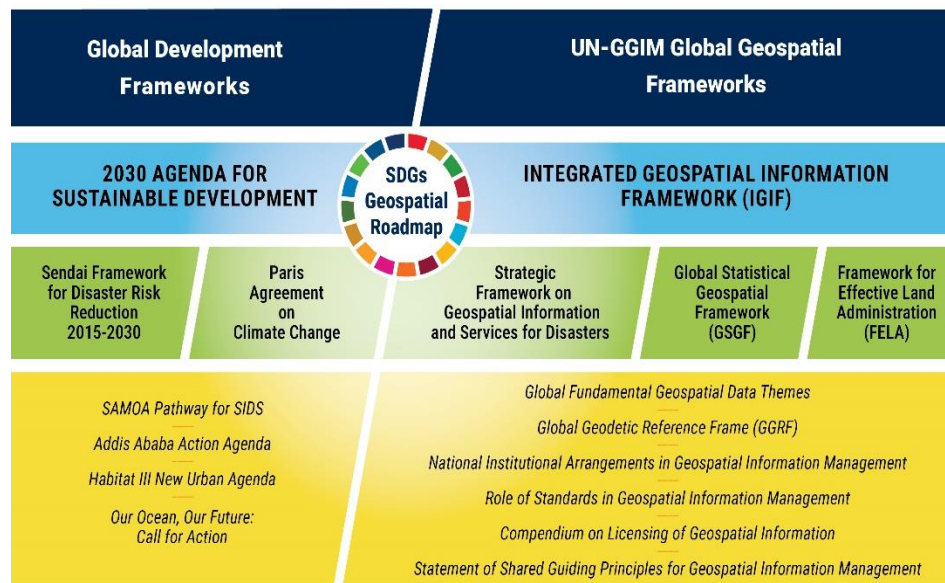 Global Development
Frameworks
UN-GGIM Global Geospatial
Frameworks
2030 AGENDA FOR
SUSTAINABLE DEVELOPMENT
SDGs
Geospatial
Roadmap
INTEGRATED GEOSPATIAL INFORMATION
FRAMEWORK (IGIF)
Sendai Framework
for Disaster Risk
Reduction
2015-2030
Paris
Agreement
on
Climate Change
Strategic
Framework on
Geospatial Information
and Services for Disasters
Global Statistical
Geospatial
Framework
(GSGF)
Framework for
Effective Land
Administration
(FELA)
SAMOA Pathway for SIDS
Addis Ababa Action Agenda
Habitat III New Urban Agenda
Our Ocean, Our Future:
Call for Action
Global Fundamental Geospatial Data Themes
Global Geodetic Reference Frame (GGRF)
National Institutional Arrangements in Geospatial Information Management
Role of Standards in Geospatial Information Management
Compendium on Licensing of Geospatial Information
Statement of Shared Guiding Principles for Geospatial Information Management